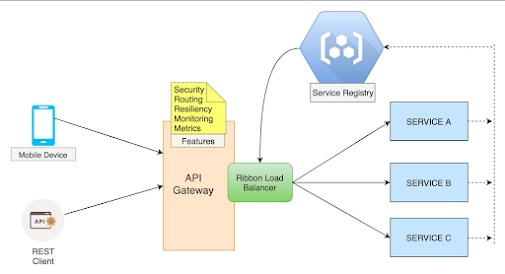 Service Registry
Security
Routing
Resiliency
Monitoring
Metrics
Features
Mobile Device
API
Gateway
Ribbon Load
Balancer
SERVICE A
SERVICE B
SERVICE C
API
REST
Client